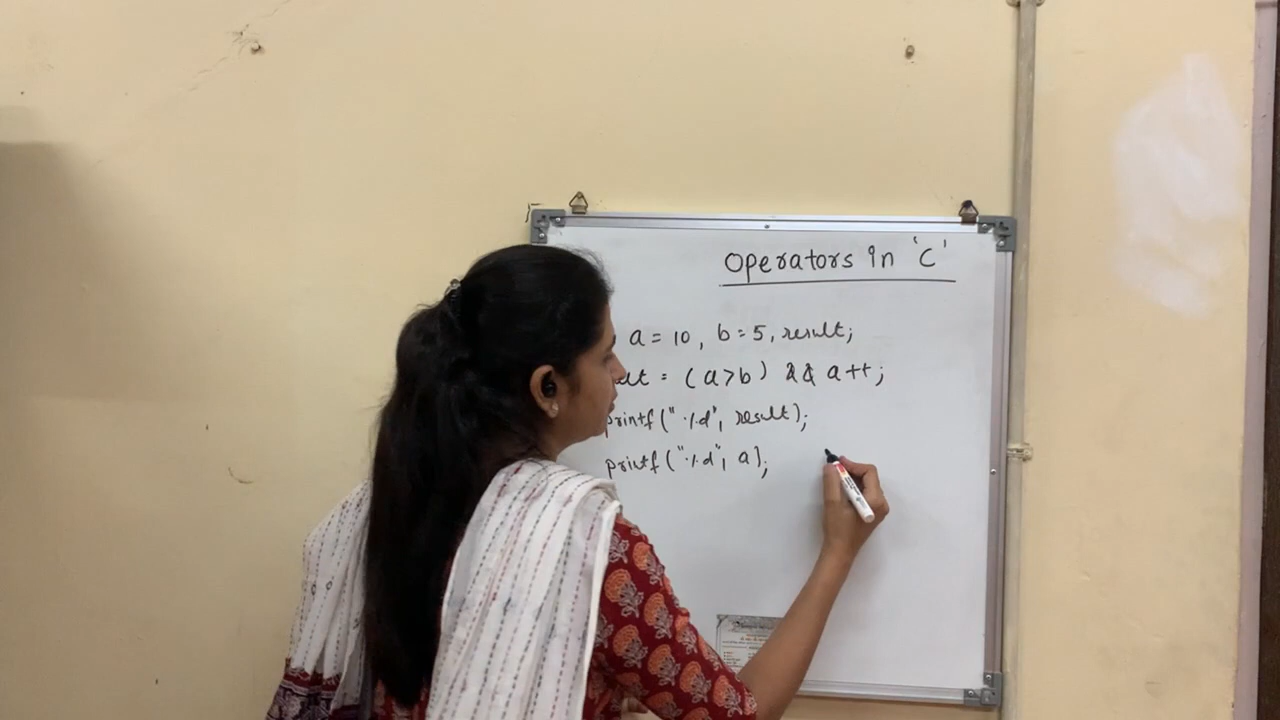 Operators in 'C'
a = 10, b = 5, result;
= (a>b) && a++;
printf("%d", result);
printf("%d", a);